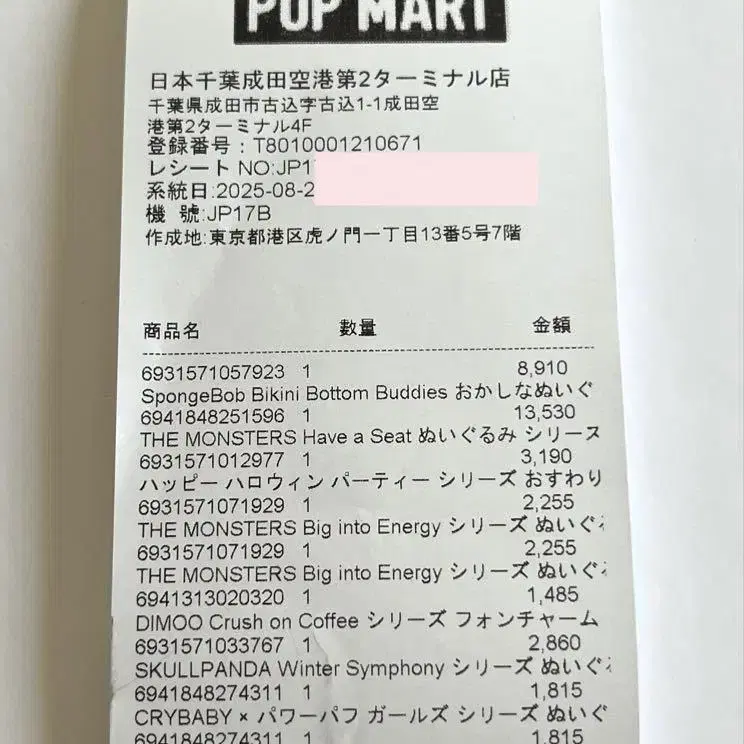 POP MART
日本千葉成田空港第2ターミナル店
千葉県成田市古込字古込1-1成田空
港第2ターミナル4F
登録番号：T8010001210671
レシート NO:JP1
系統日:2025-08-2
機 號:JP17B
作成地:東京都港区虎ノ門一丁目13番5号7階
商品名 數量 金額
6931571057923 1 8,910
SpongeBob Bikini Bottom Buddies おかしなぬいぐ
6941848251596 1 13,530
THE MONSTERS Have a Seat ぬいぐるみ シリーズ
6931571012977 1 3,190
ハッピー ハロウィン パーティー シリーズ おすわり
6931571071929 1 2,255
THE MONSTERS Big into Energy シリーズ ぬいぐ
6931571071929 1 2,255
THE MONSTERS Big into Energy シリーズ ぬいぐ
6941313020320 1 1,485
DIMOO Crush on Coffee シリーズ フォンチャーム
6931571033767 1 2,860
SKULLPANDA Winter Symphony シリーズ ぬいぐ
6941848274311 1 1,815
CRYBABY × パワーパフ ガールズ シリーズ ぬいぐ
6941848274311 1 1,815